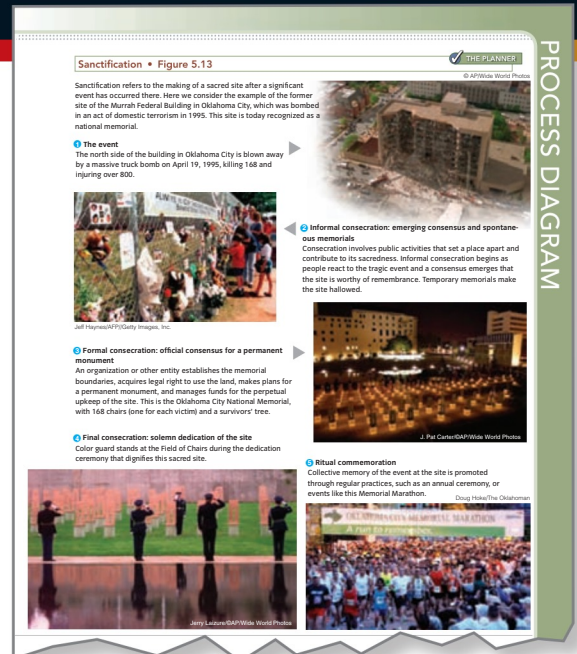 PROCESS DIAGRAM
Sanctification • Figure 5.13
THE PLANNER
© AP/Wide World Photos
Sanctification refers to the making of a sacred site after a significant
event has occurred there. Here we consider the example of the former
site of the Murrah Federal Building in Oklahoma City, which was bombed
in an act of domestic terrorism in 1995. This site is today recognized as a
national memorial.
1 The event
The north side of the building in Oklahoma City is blown away
by a massive truck bomb on April 19, 1995, killing 168 and
injuring over 800.
Jeff Haynes/AFP//Getty Images, Inc.
2 Informal consecration: emerging consensus and spontane-
ous memorials
Consecration involves public activities that set a place apart and
contribute to its sacredness. Informal consecration begins as
people react to the tragic event and a consensus emerges that
the site is worthy of remembrance. Temporary memorials make
the site hallowed.
3 Formal consecration: official consensus for a permanent
monument
An organization or other entity establishes the memorial
boundaries, acquires legal right to use the land, makes plans for
a permanent monument, and manages funds for the perpetual
upkeep of the site. This is the Oklahoma City National Memorial,
with 168 chairs (one for each victim) and a survivors' tree.
J. Pat Carter/©AP/Wide World Photos
4 Final consecration: solemn dedication of the site
Color guard stands at the Field of Chairs during the dedication
ceremony that dignifies this sacred site.
Jerry Laizure/©AP/Wide World Photos
5 Ritual commemoration
Collective memory of the event at the site is promoted
through regular practices, such as an annual ceremony, or
events like this Memorial Marathon.
Doug Hoke/The Oklahoman
OKLAHOMA CITY MEMORIAL MARATHON
A run to remember